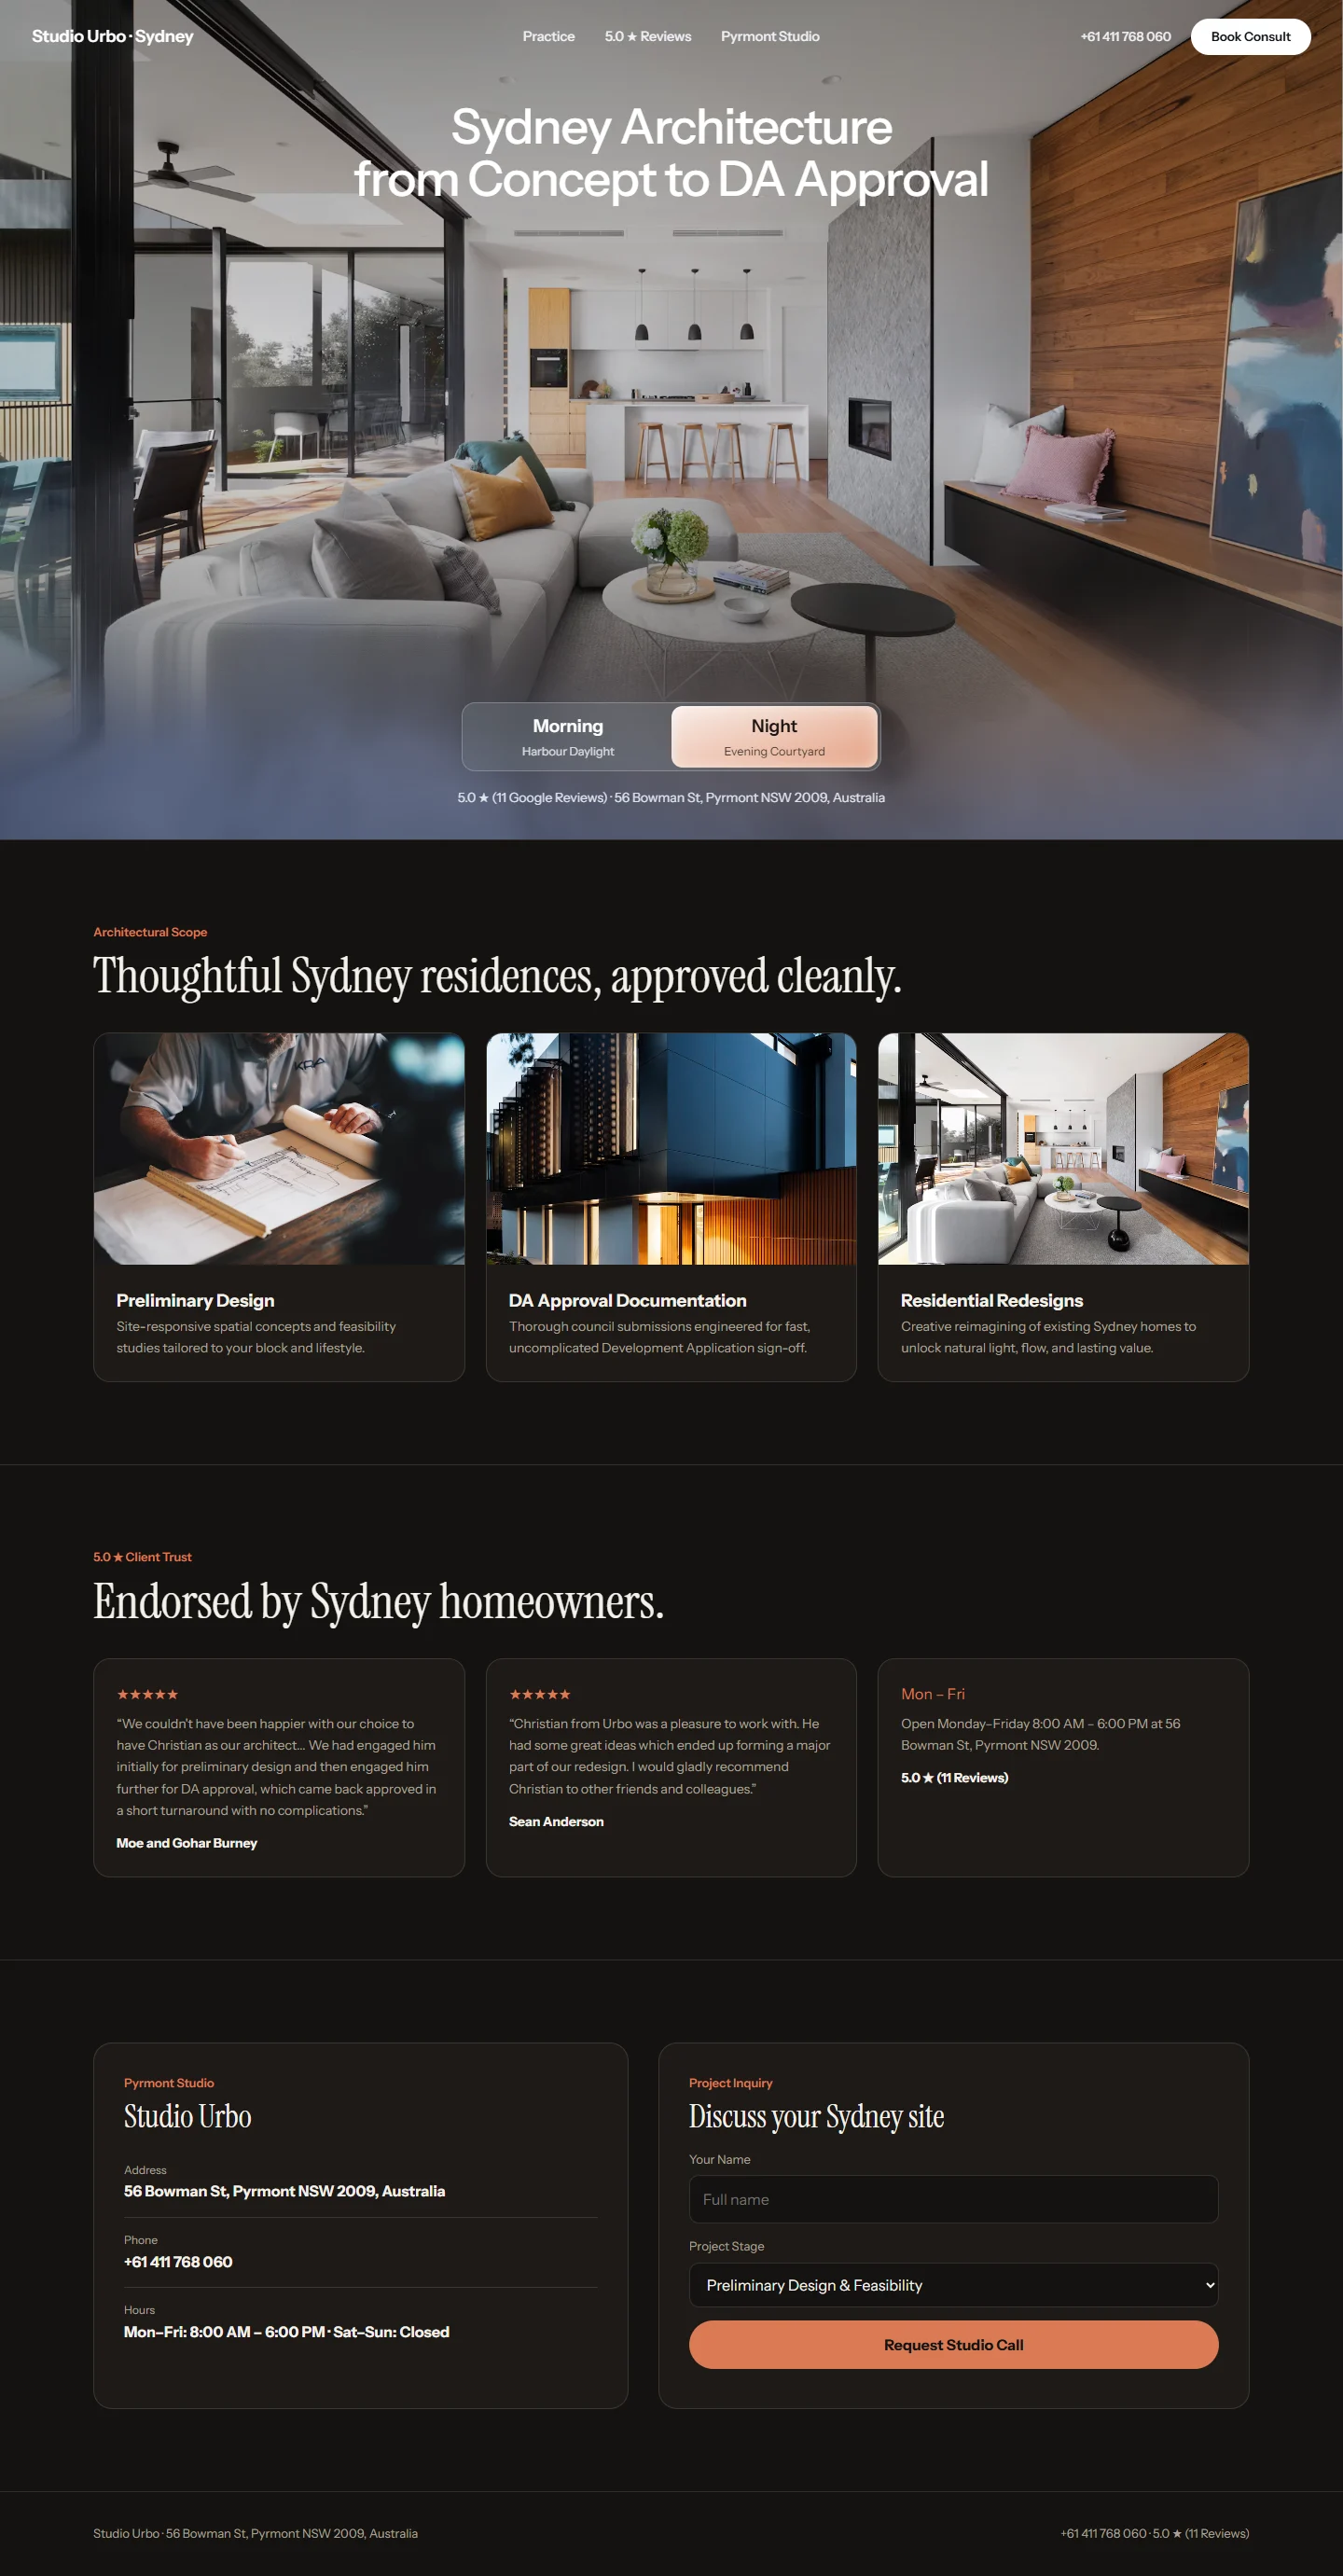 Studio Urbo · Sydney
Practice
5.0 ★ Reviews
Pyrmont Studio
+61 411 768 060
Book Consult
Sydney Architecture
from Concept to DA Approval
Morning
Harbour Daylight
Night
Evening Courtyard
5.0 ★ (11 Google Reviews) · 56 Bowman St, Pyrmont NSW 2009, Australia
Architectural Scope
Thoughtful Sydney residences, approved cleanly.
Preliminary Design
Site-responsive spatial concepts and feasibility
studies tailored to your block and lifestyle.
DA Approval Documentation
Thorough council submissions engineered for fast,
uncomplicated Development Application sign-off.
Residential Redesigns
Creative reimagining of existing Sydney homes to
unlock natural light, flow, and lasting value.
5.0 ★ Client Trust
Endorsed by Sydney homeowners.
★★★★★
“We couldn't have been happier with our choice to
have Christian as our architect... We had engaged him
initially for preliminary design and then engaged him
further for DA approval, which came back approved in
a short turnaround with no complications.”
Moe and Gohar Burney
★★★★★
“Christian from Urbo was a pleasure to work with. He
had some great ideas which ended up forming a major
part of our redesign. I would gladly recommend
Christian to other friends and colleagues.”
Sean Anderson
Mon – Fri
Open Monday–Friday 8:00 AM – 6:00 PM at 56
Bowman St, Pyrmont NSW 2009.
5.0 ★ (11 Reviews)
Pyrmont Studio
Studio Urbo
Address
56 Bowman St, Pyrmont NSW 2009, Australia
Phone
+61 411 768 060
Hours
Mon–Fri: 8:00 AM – 6:00 PM · Sat–Sun: Closed
Project Inquiry
Discuss your Sydney site
Your Name
Full name
Project Stage
Preliminary Design & Feasibility
Request Studio Call
Studio Urbo · 56 Bowman St, Pyrmont NSW 2009, Australia
+61 411 768 060 · 5.0 ★ (11 Reviews)